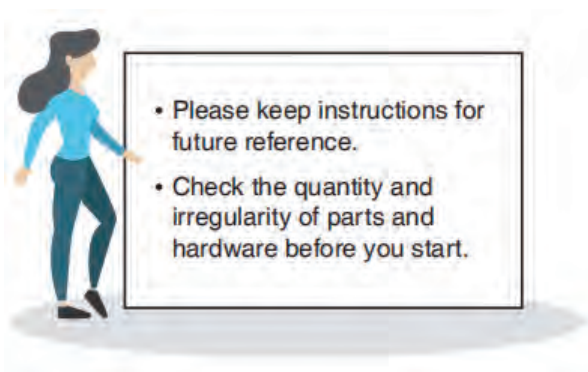 • Please keep instructions for
future reference.
• Check the quantity and
irregularity of parts and
hardware before you start.